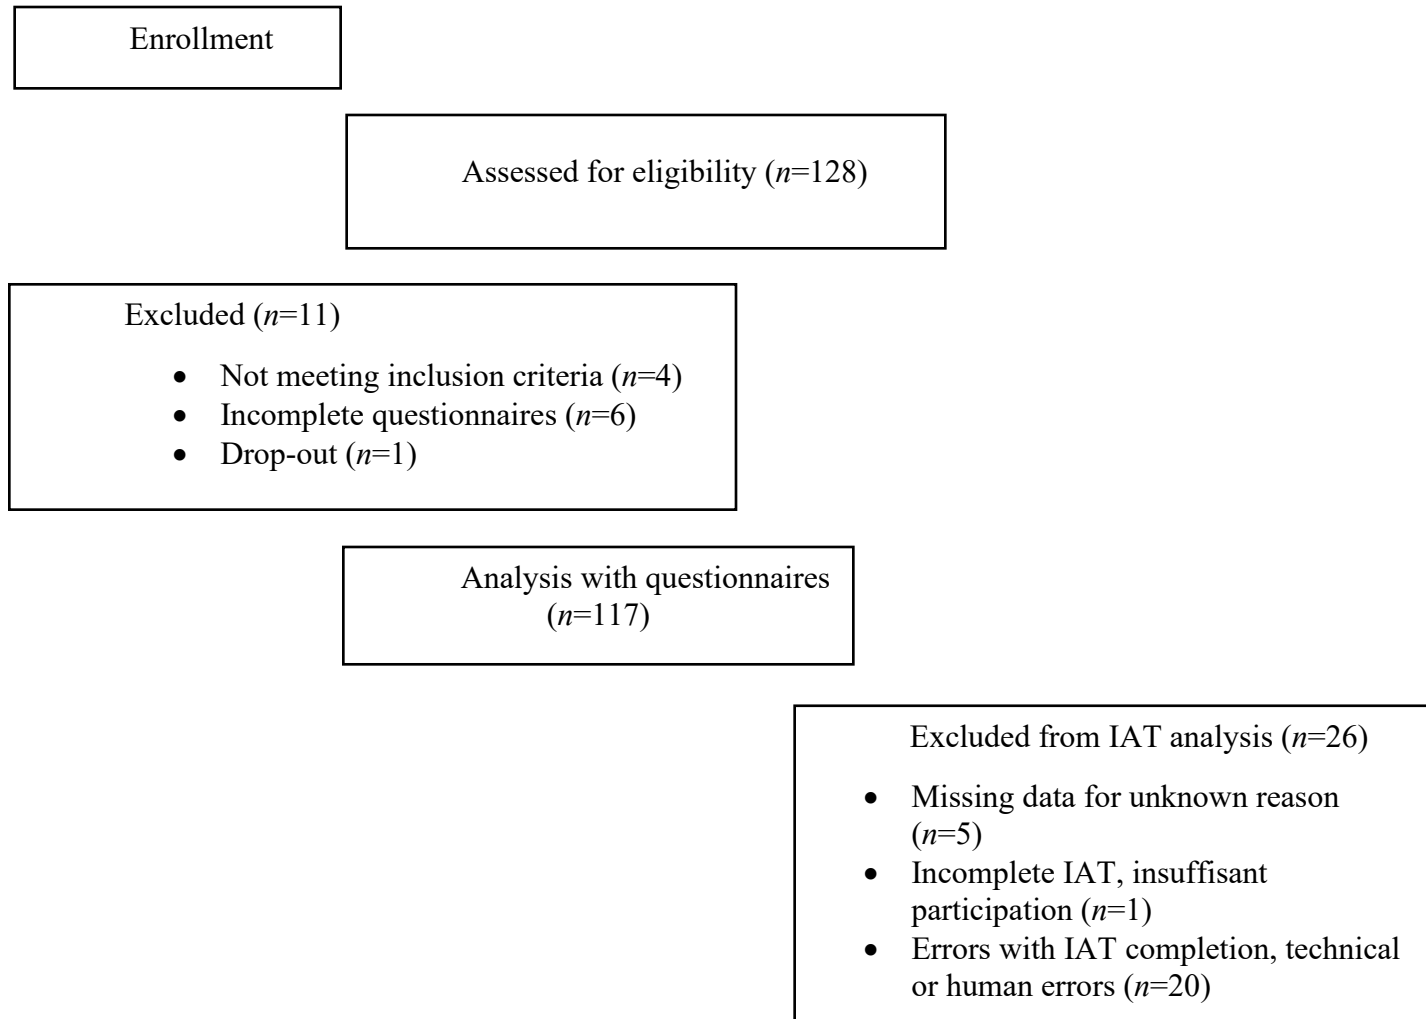 Enrollment
Assessed for eligibility (n=128)
Excluded (n=11)
• Not meeting inclusion criteria (n=4)
• Incomplete questionnaires (n=6)
• Drop-out (n=1)
Analysis with questionnaires
(n=117)
Excluded from IAT analysis (n=26)
• Missing data for unknown reason
(n=5)
• Incomplete IAT, insuffisant
participation (n=1)
• Errors with IAT completion, technical
or human errors (n=20)